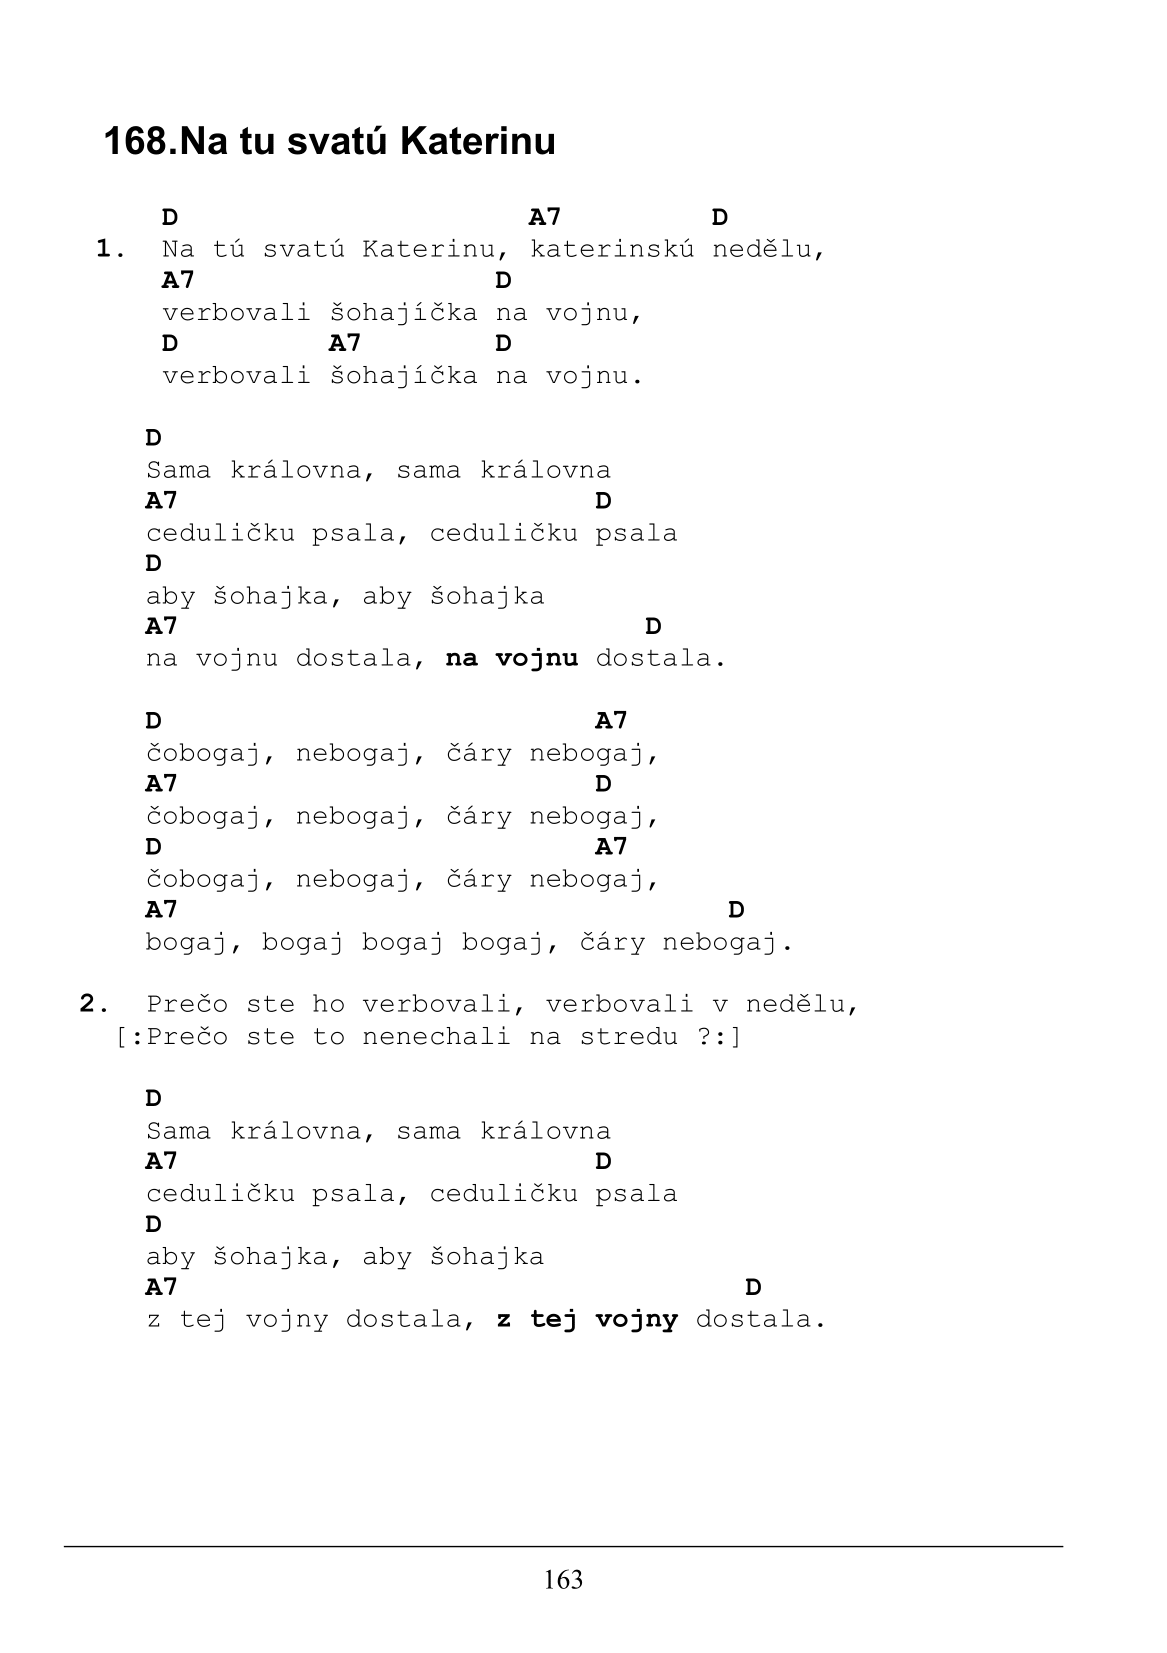 168.Na tu svatú Katerinu
D A7 D
1. Na tú svatú Katerinu, katerinskú nedělu,
A7 D
verbovali šohajíčka na vojnu,
D A7 D
verbovali šohajíčka na vojnu.
D
Sama královna, sama královna
A7 D
ceduličku psala, ceduličku psala
D
aby šohajka, aby šohajka
A7 D
na vojnu dostala, na vojnu dostala.
D A7
čobogaj, nebogaj, čáry nebogaj,
A7 D
čobogaj, nebogaj, čáry nebogaj,
D A7
čobogaj, nebogaj, čáry nebogaj,
A7 D
bogaj, bogaj bogaj bogaj, čáry nebogaj.
2. Prečo ste ho verbovali, verbovali v nedělu,
[:Prečo ste to nenechali na stredu ?:]
D
Sama královna, sama královna
A7 D
ceduličku psala, ceduličku psala
D
aby šohajka, aby šohajka
A7 D
z tej vojny dostala, z tej vojny dostala.
163